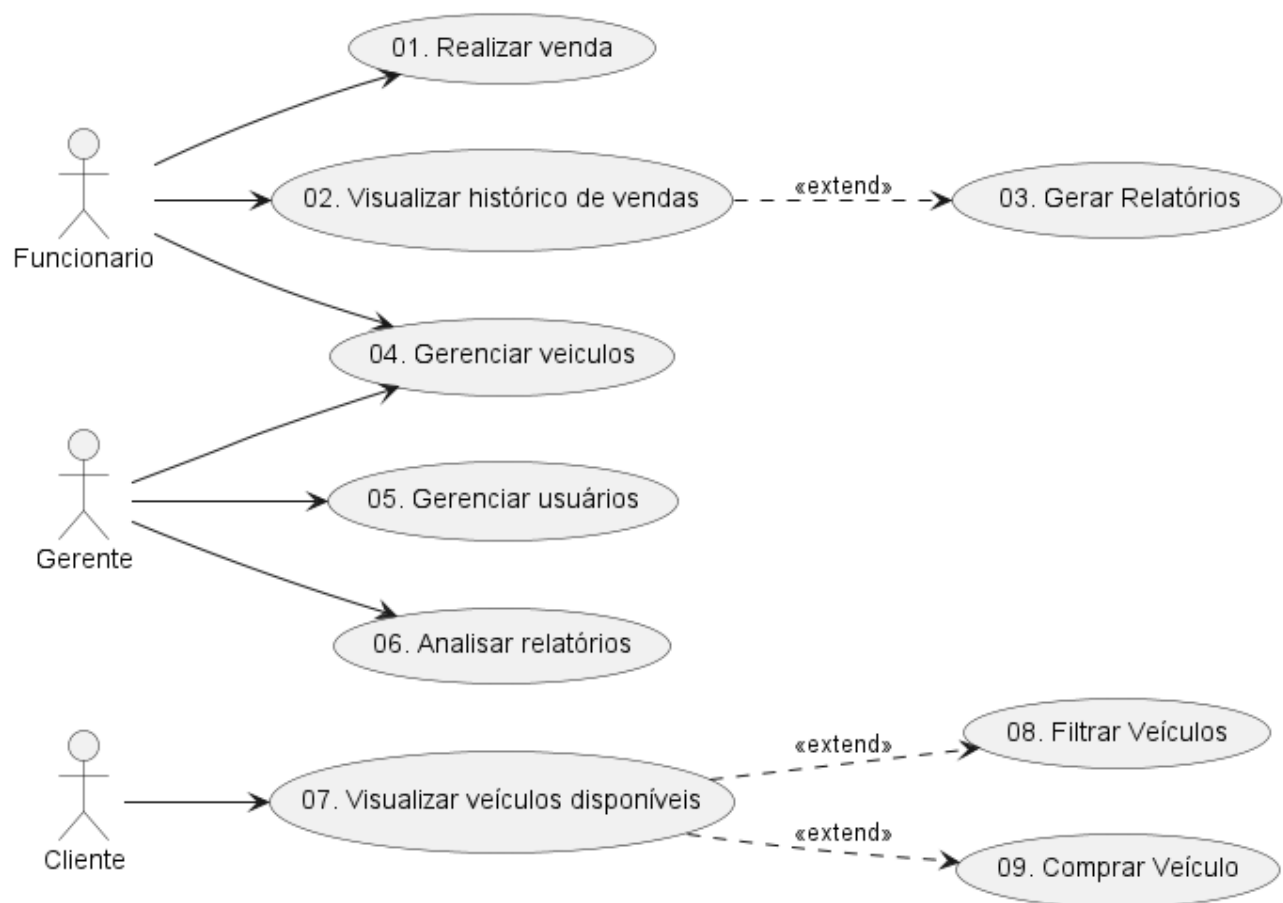 01. Realizar venda
Funcionario
02. Visualizar histórico de vendas
«extend»
03. Gerar Relatórios
04. Gerenciar veiculos
Gerente
05. Gerenciar usuários
06. Analisar relatórios
Cliente
07. Visualizar veículos disponíveis
«extend»
08. Filtrar Veículos
«extend»
09. Comprar Veículo